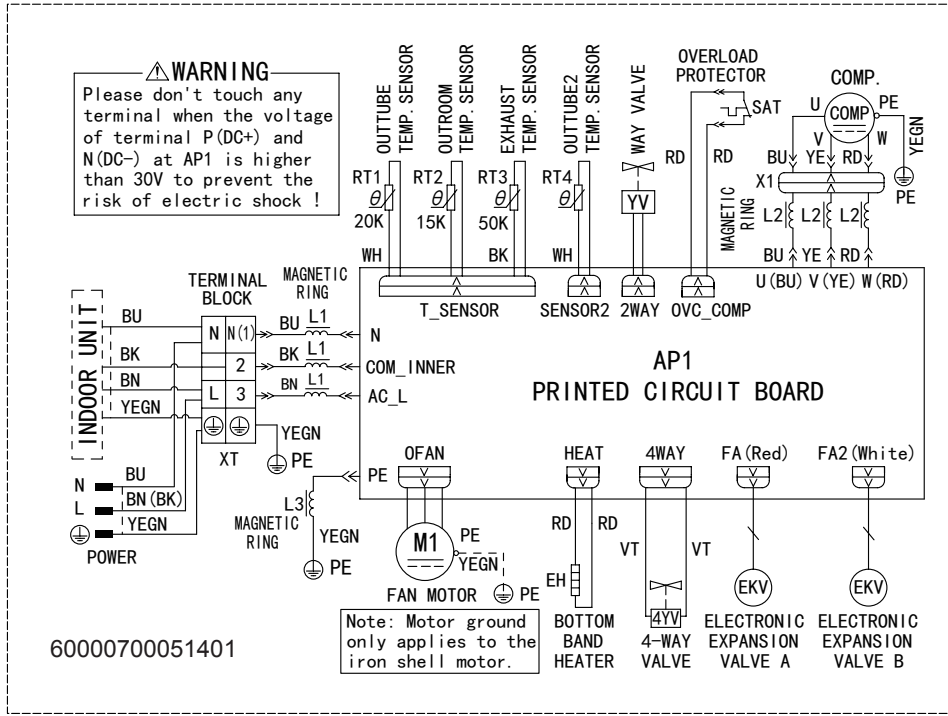 WARNING
Please don't touch any
terminal when the voltage
of terminal P(DC+) and
N(DC-) at AP1 is higher
than 30V to prevent the
risk of electric shock !
OUTTUBE
TEMP. SENSOR
OUTROOM
TEMP. SENSOR
EXHAUST
TEMP. SENSOR
OUTTUBE2
TEMP. SENSOR
WAY VALVE
OVERLOAD
PROTECTOR
SAT
COMP.
U
COMP
PE
V
W
YEGN
PE
RT1
RT2
RT3
RT4
θ
θ
θ
θ
20K
15K
50K
YV
RD
RD
BU
YE
RD
X1
MAGNETIC
RING
L2
L2
L2
WH
BK
WH
BU
YE
RD
U(BU) V(YE) W(RD)
T_SENSOR
SENSOR2
2WAY
OVC_COMP
TERMINAL
BLOCK
MAGNETIC
RING
INDOOR UNIT
BU
BK
BN
YEGN
N
N(1)
2
L
3
XT
BU
L1
BK
L1
BN
L1
YEGN
PE
N
COM_INNER
AC_L
PE
AP1
PRINTED CIRCUIT BOARD
N
L
BU
BN(BK)
YEGN
POWER
L3
MAGNETIC
RING
YEGN
PE
OFAN
HEAT
4WAY
FA(Red)
FA2(White)
M1
PE
YEGN
PE
FAN MOTOR
RD
RD
EH
VT
VT
4YV
EKV
EKV
BOTTOM
BAND
HEATER
4-WAY
VALVE
ELECTRONIC
EXPANSION
VALVE A
ELECTRONIC
EXPANSION
VALVE B
Note: Motor ground
only applies to the
iron shell motor.
60000700051401